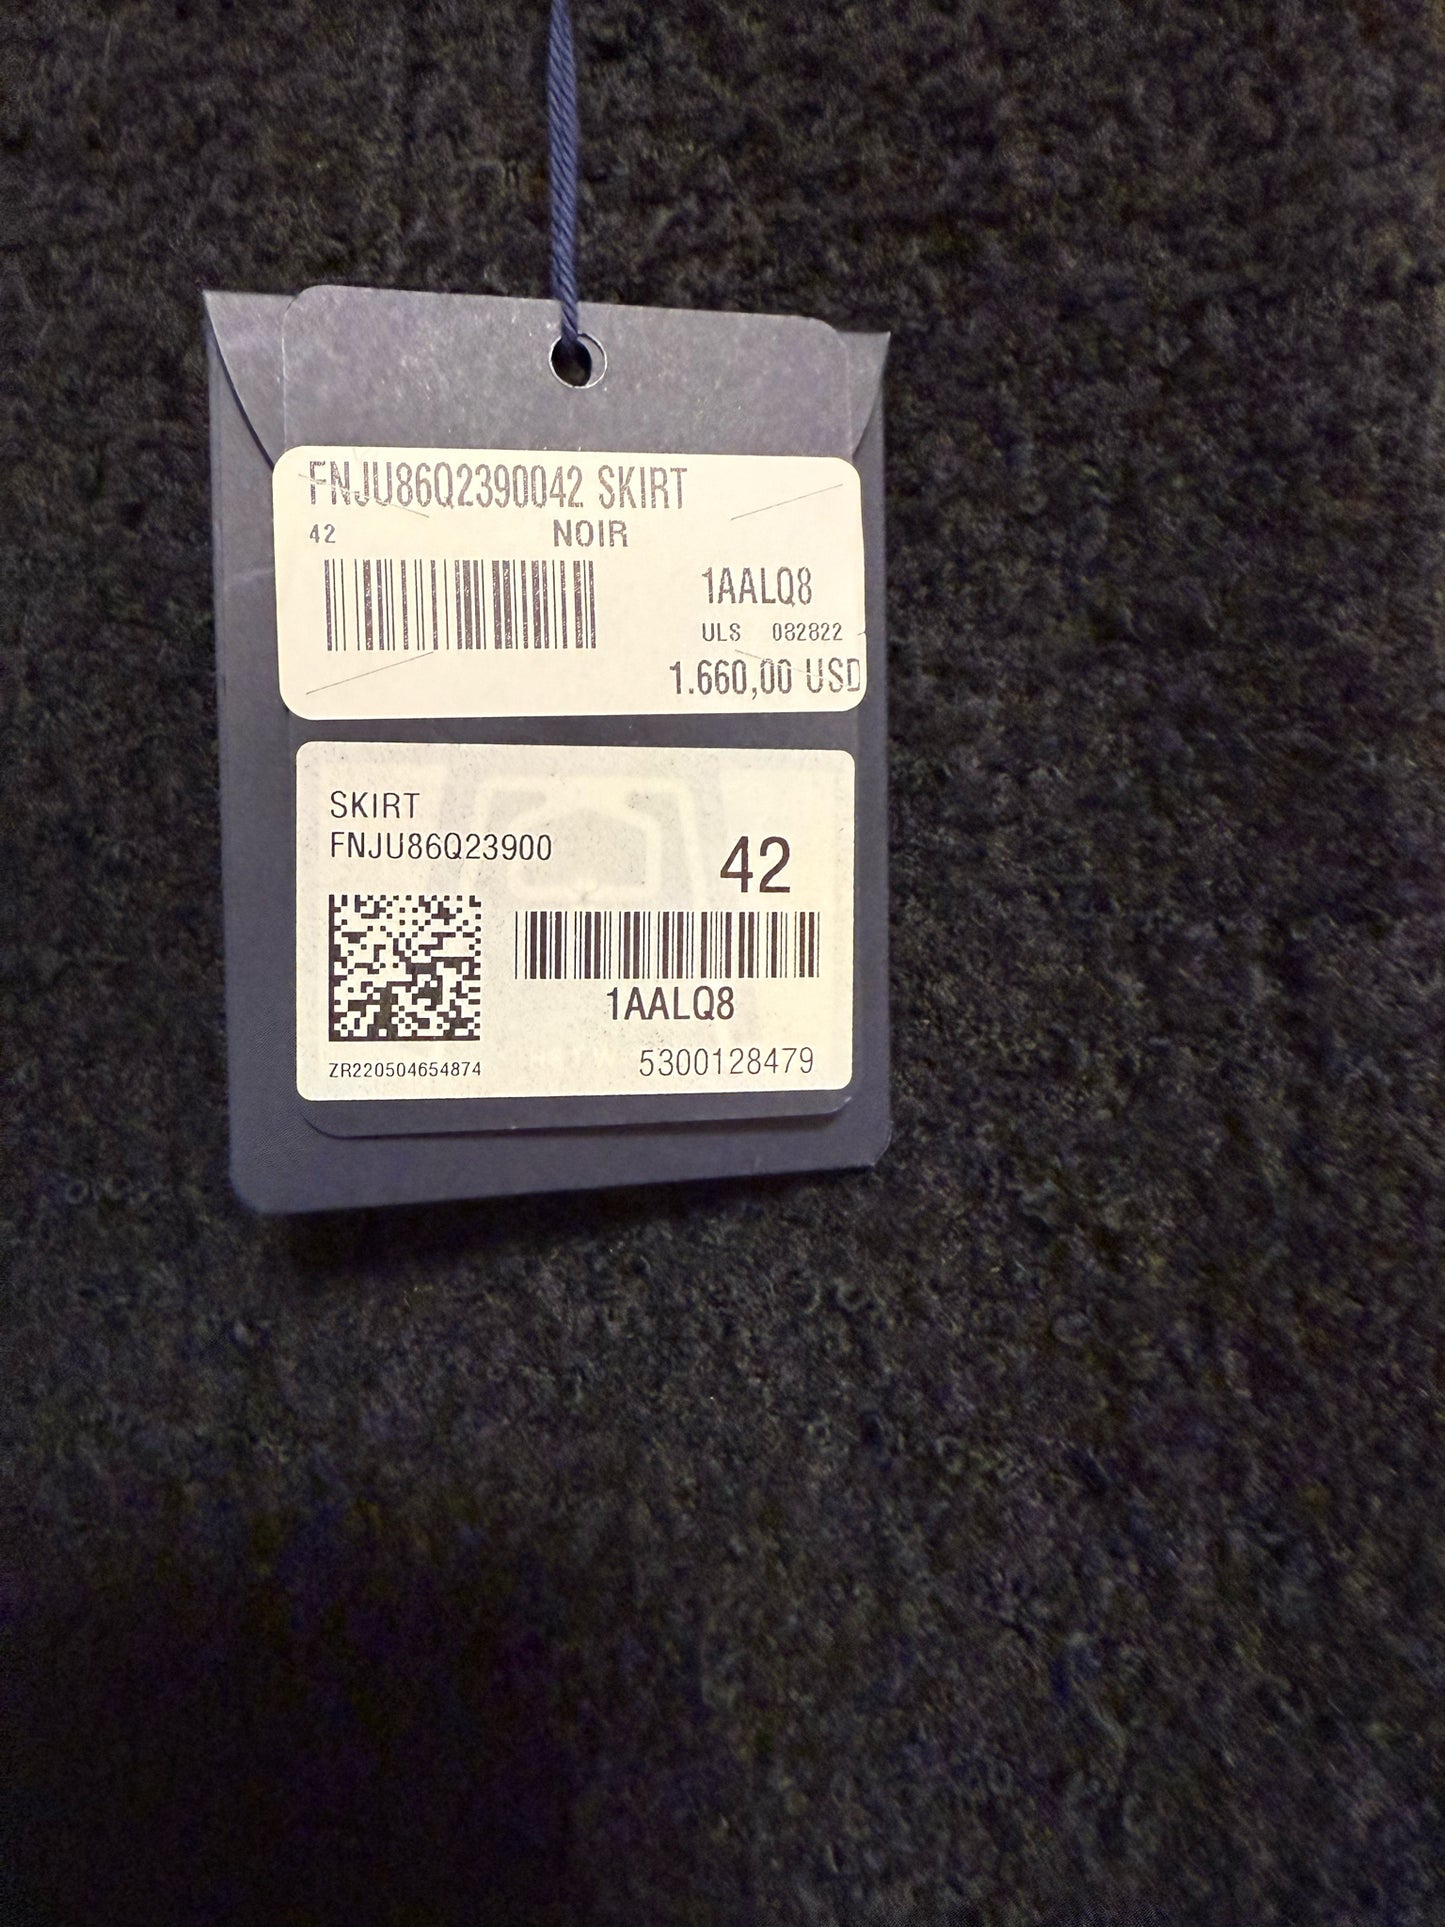 FNJU86Q2390042 SKIRT
42 NOIR
1AALQ8
ULS 082822
1.660,00 USD
SKIRT
FNJU86Q23900
42
1AALQ8
ZR220504654874 5300128479